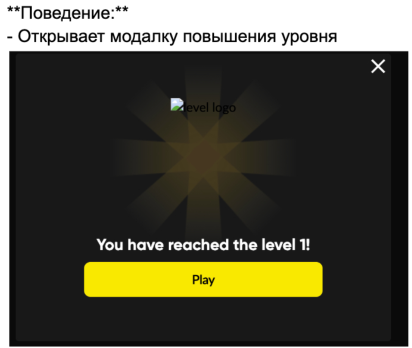 **Поведение:**
- Открывает модалку повышения уровня
level logo
You have reached the level 1!
Play